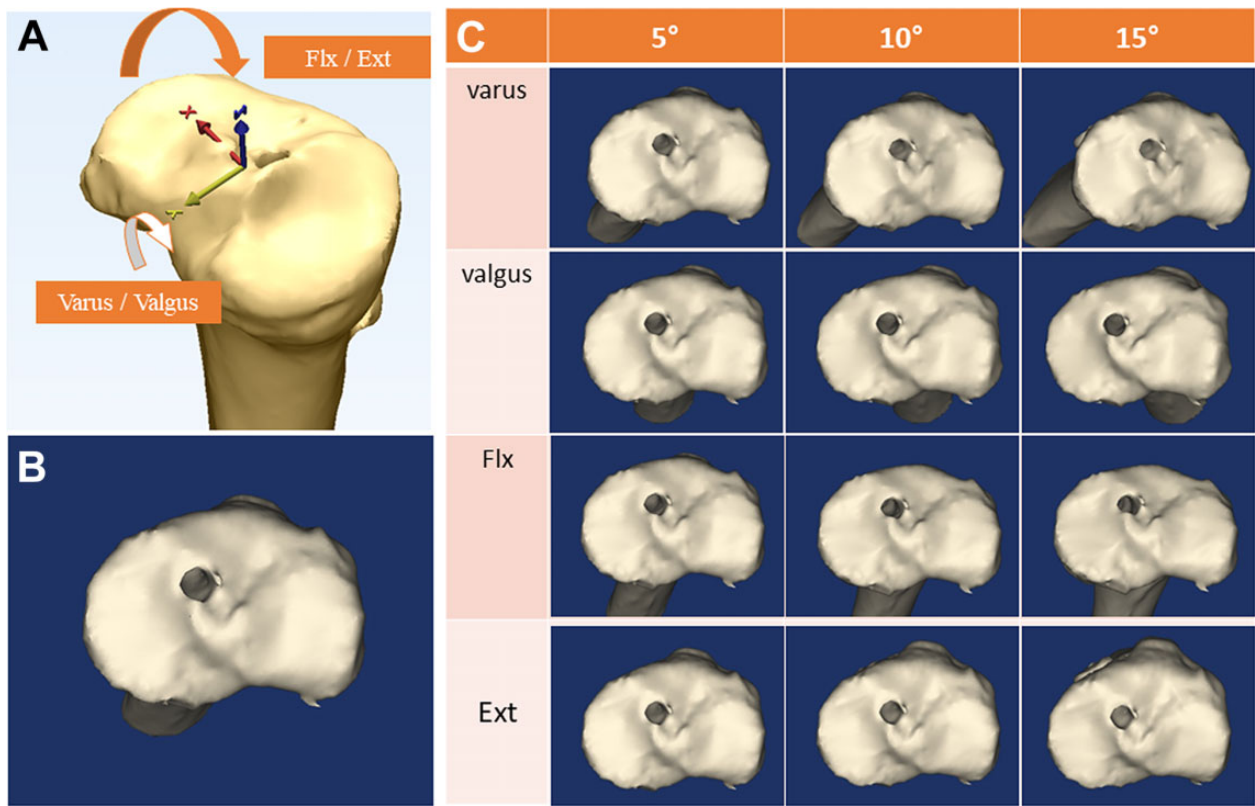 A
Flx / Ext
X
Z
Y
Varus / Valgus
B
C 5° 10° 15°
varus
valgus
Flx
Ext